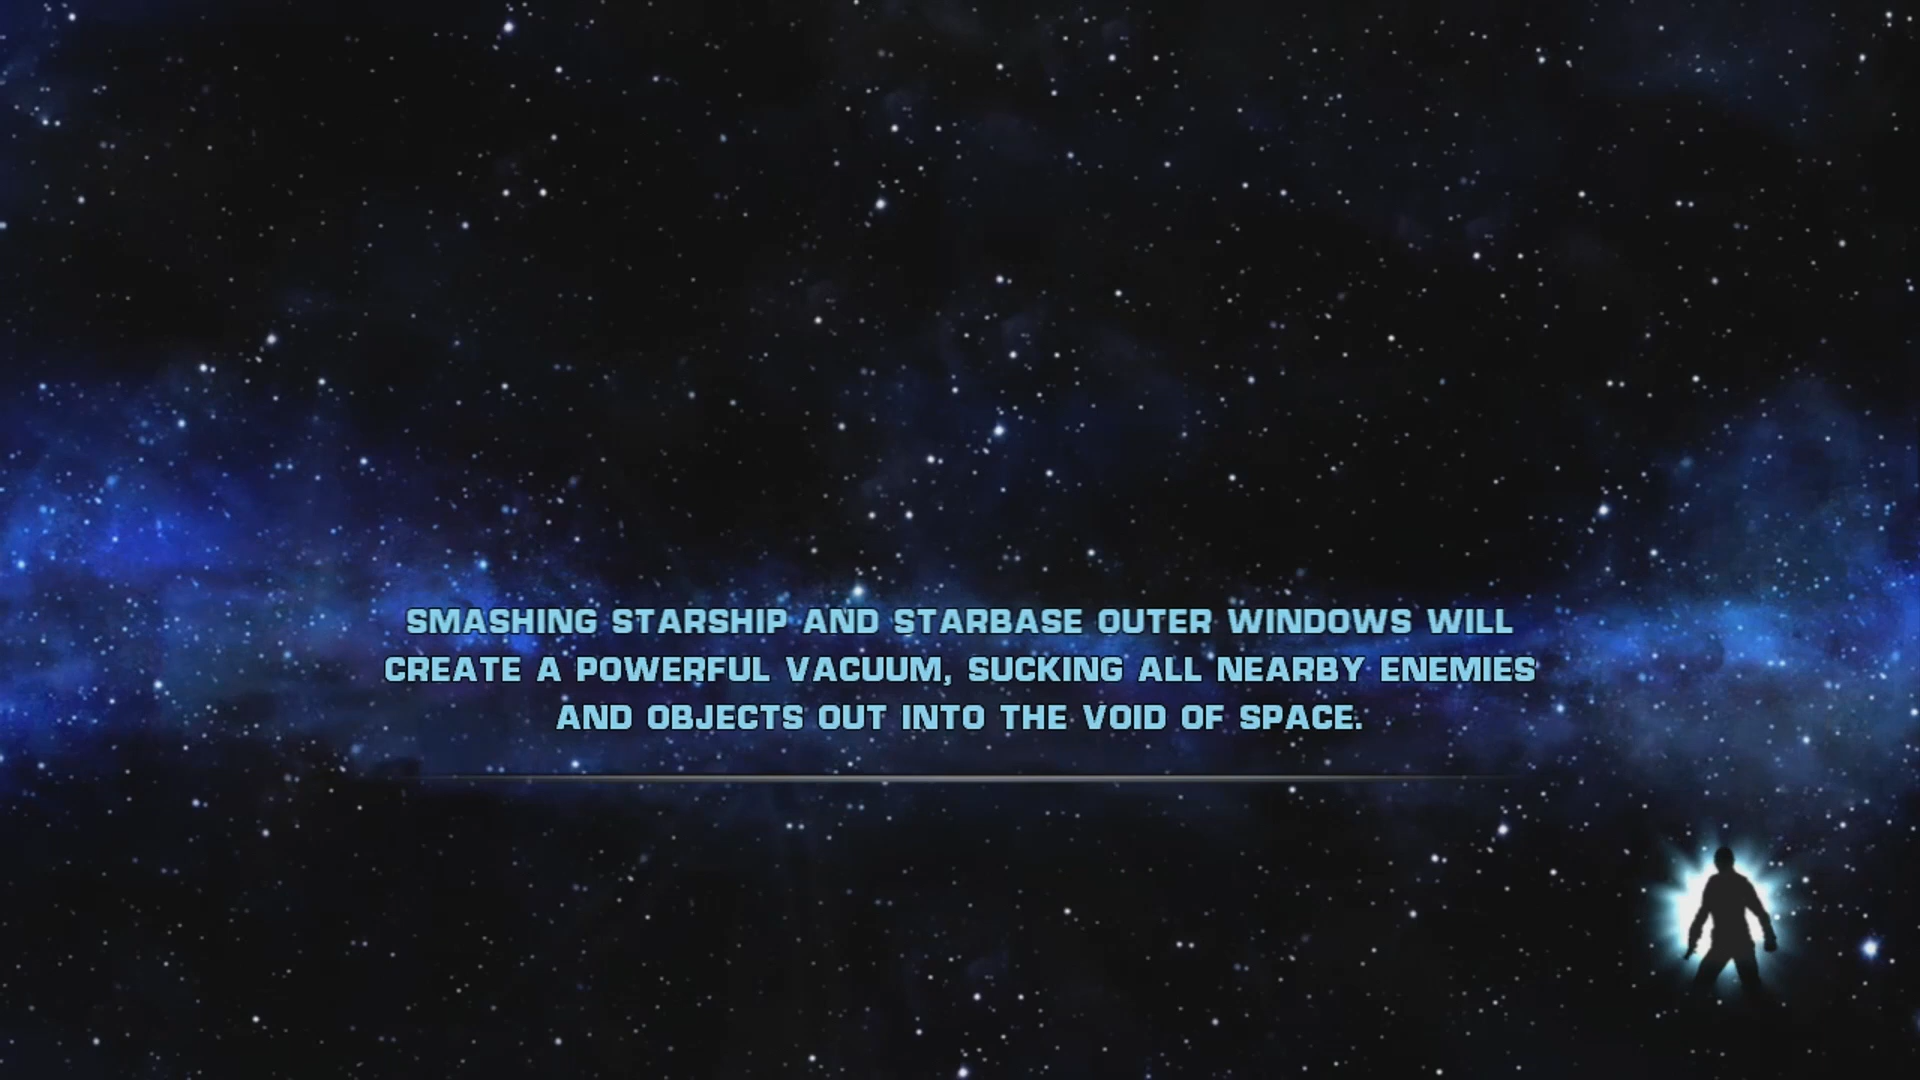 SMASHING STARSHIP AND STARBASE OUTER WINDOWS WILL
CREATE A POWERFUL VACUUM, SUCKING ALL NEARBY ENEMIES
AND OBJECTS OUT INTO THE VOID OF SPACE.